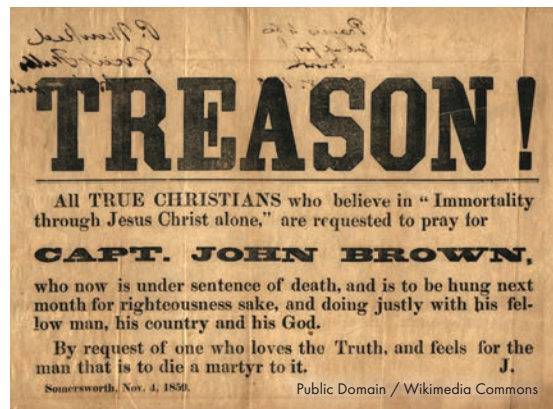 TREASON!
All TRUE CHRISTIANS who believe in "Immortality
through Jesus Christ alone," are requested to pray for
CAPT. JOHN BROWN,
who now is under sentence of death, and is to be hung next
month for righteousness sake, and doing justly with his fel-
low man, his country and his God.
By request of one who loves the Truth, and feels for the
man that is to die a martyr to it. J.
Somersworth, Nov. 4, 1859.
Public Domain / Wikimedia Commons